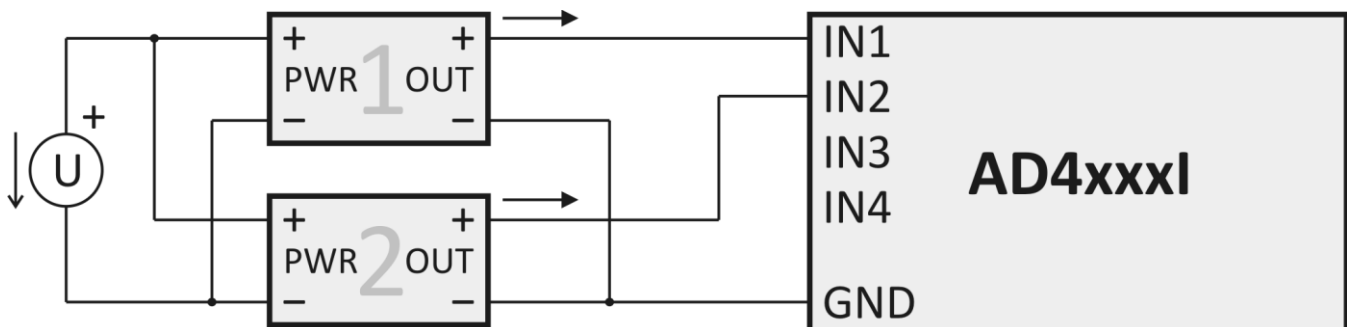 + + IN1
PWR 1 OUT
− −
IN2
IN3
IN4
GND
AD4xxxI
+
U
+ +
PWR 2 OUT
− −